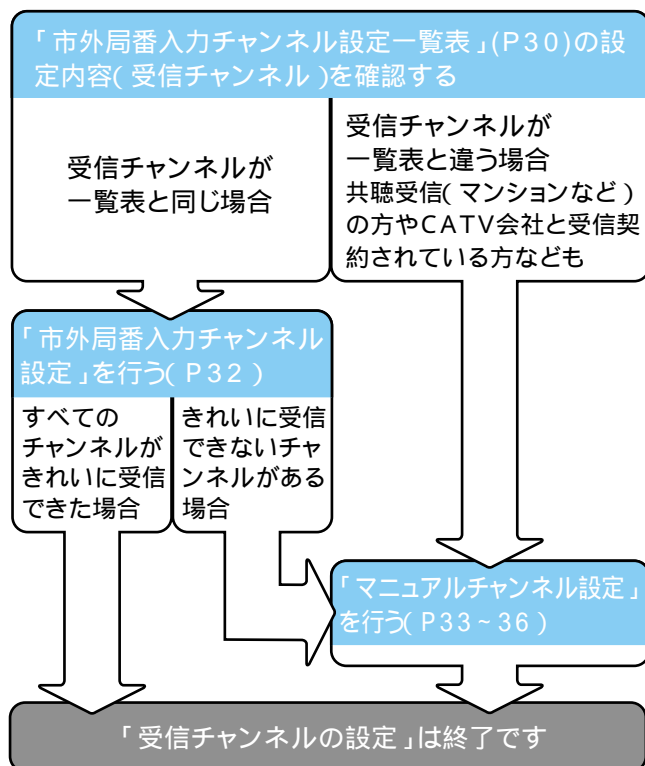 「市外局番入力チャンネル設定一覧表」(P30)の設
定内容(受信チャンネル)を確認する
受信チャンネルが
一覧表と同じ場合
受信チャンネルが
一覧表と違う場合
共聴受信(マンションなど)
の方やCATV会社と受信契
約されている方なども
「市外局番入力チャンネル
設定」を行う(P32)
すべての
チャンネルが
きれいに受信
できた場合
きれいに受信
できないチャ
ンネルがある
場合
「マニュアルチャンネル設定」
を行う(P33~36)
「受信チャンネルの設定」は終了です